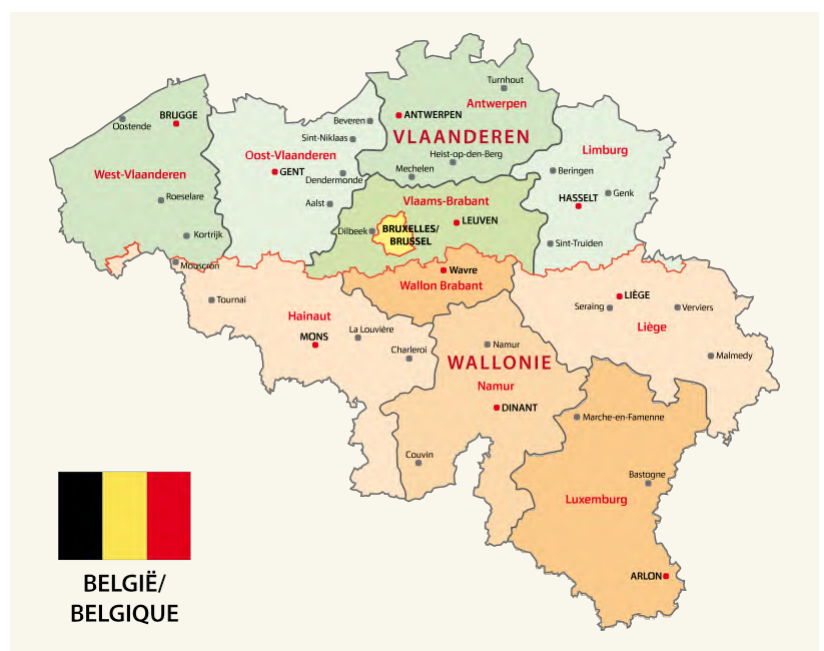 Turnhout
Antwerpen
BRUGGE
ANTWERPEN
Oostende
Beveren
VLAANDEREN
Sint-Niklaas
Oost-Vlaanderen
Heist-op-den-Berg
Limburg
West-Vlaanderen
GENT
Mechelen
Beringen
Dendermonde
Roeselare
Aalst
Vlaams-Brabant
HASSELT
Genk
LEUVEN
Kortrijk
Dilbeek
BRUXELLES/
BRUSSEL
Sint-Truiden
Mouscron
Wavre
Wallon Brabant
Tournai
LIÈGE
Seraing
Verviers
Hainaut
Liège
MONS
La Louvière
Charleroi
Namur
Malmedy
WALLONIE
Namur
DINANT
Marche-en-Famenne
Couvin
Bastogne
Luxemburg
ARLON
BELGIË/
BELGIQUE